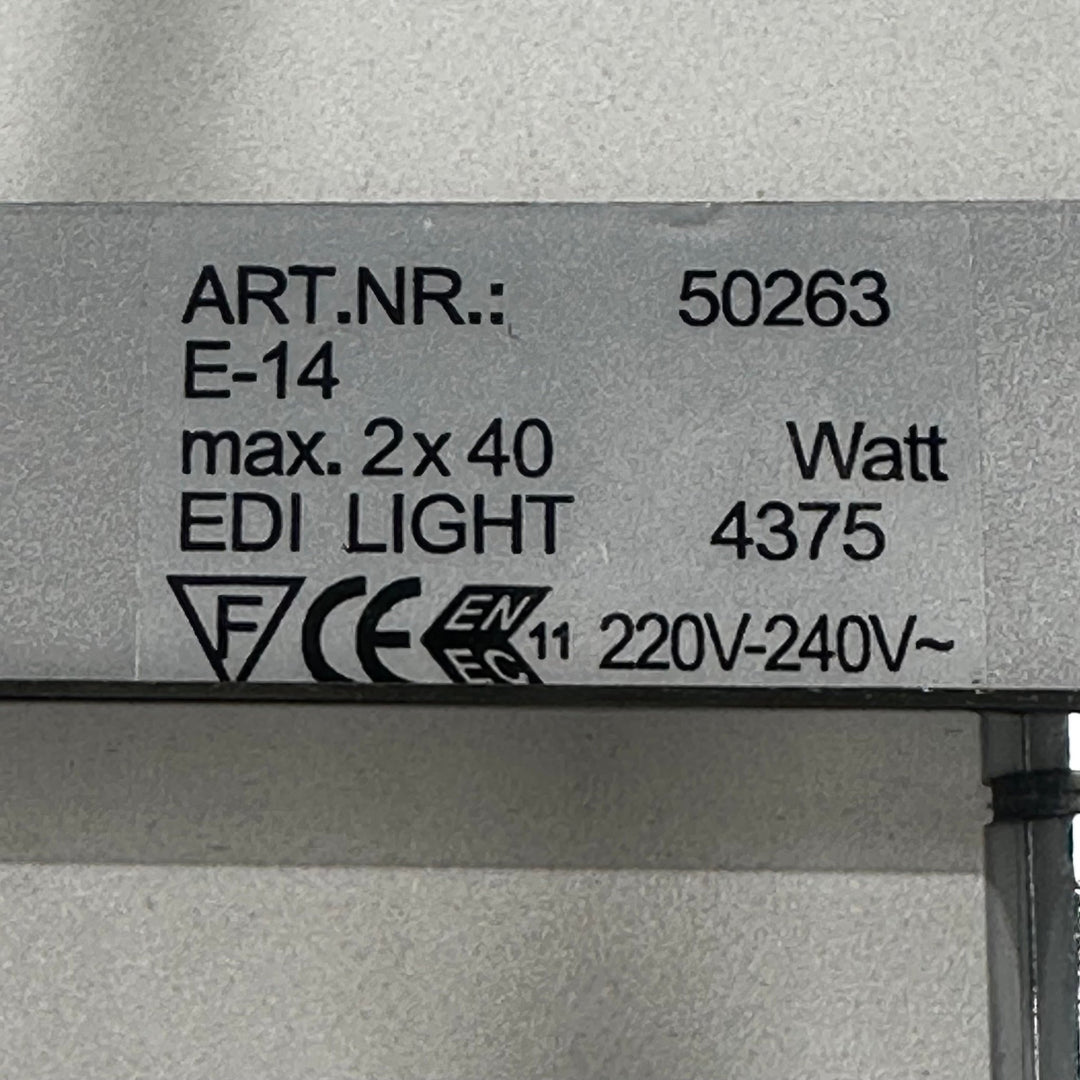 ART.NR.: 50263
E-14
max. 2 x 40 Watt
EDI LIGHT 4375
F CE EN EC 11 220V-240V~